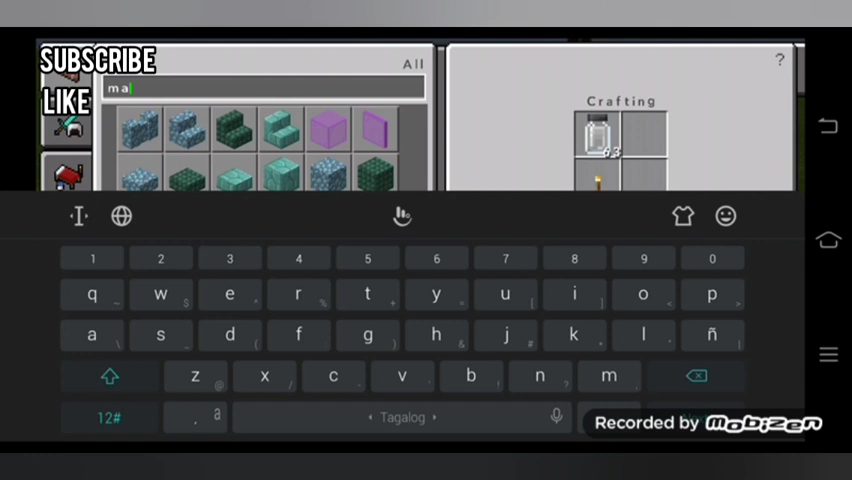 SUBSCRIBE
All
ma
LIKE
?
Crafting
63
1 2 3 4 5 6 7 8 9 0
q ~ w $ e r % t + y = u [ i ] o < p >
a \ s _ d ( f g ) h & j # k l ñ |
z @ x / c v b ! n ? m
12# , a Tagalog
Recorded by Mobizen